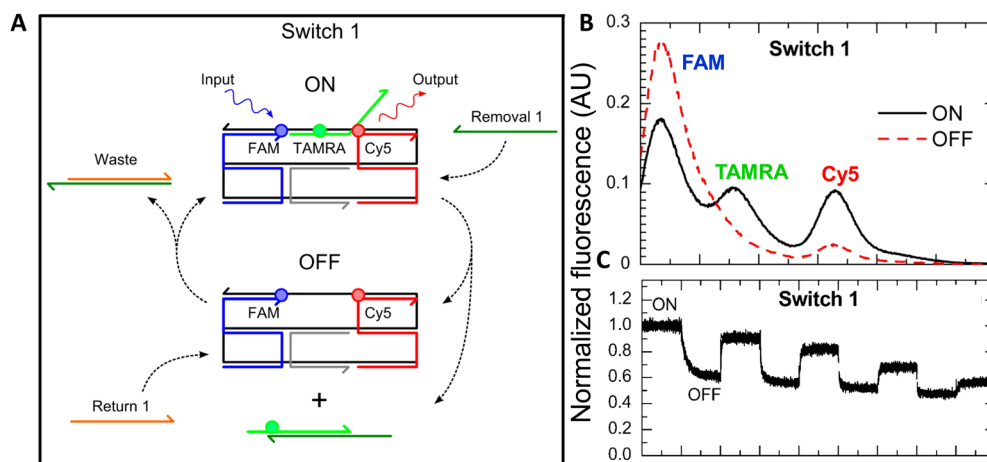 A
Switch 1
ON
Input
Output
FAM
TAMRA
Cy5
Removal 1
Waste
OFF
FAM
Cy5
Return 1
+
B
Normalized fluorescence (AU)
0.3
0.2
0.1
0
Switch 1
FAM
TAMRA
Cy5
ON
OFF
C
Switch 1
1.2
1.0
0.8
0.6
0.4
0.2
0.0
ON
OFF